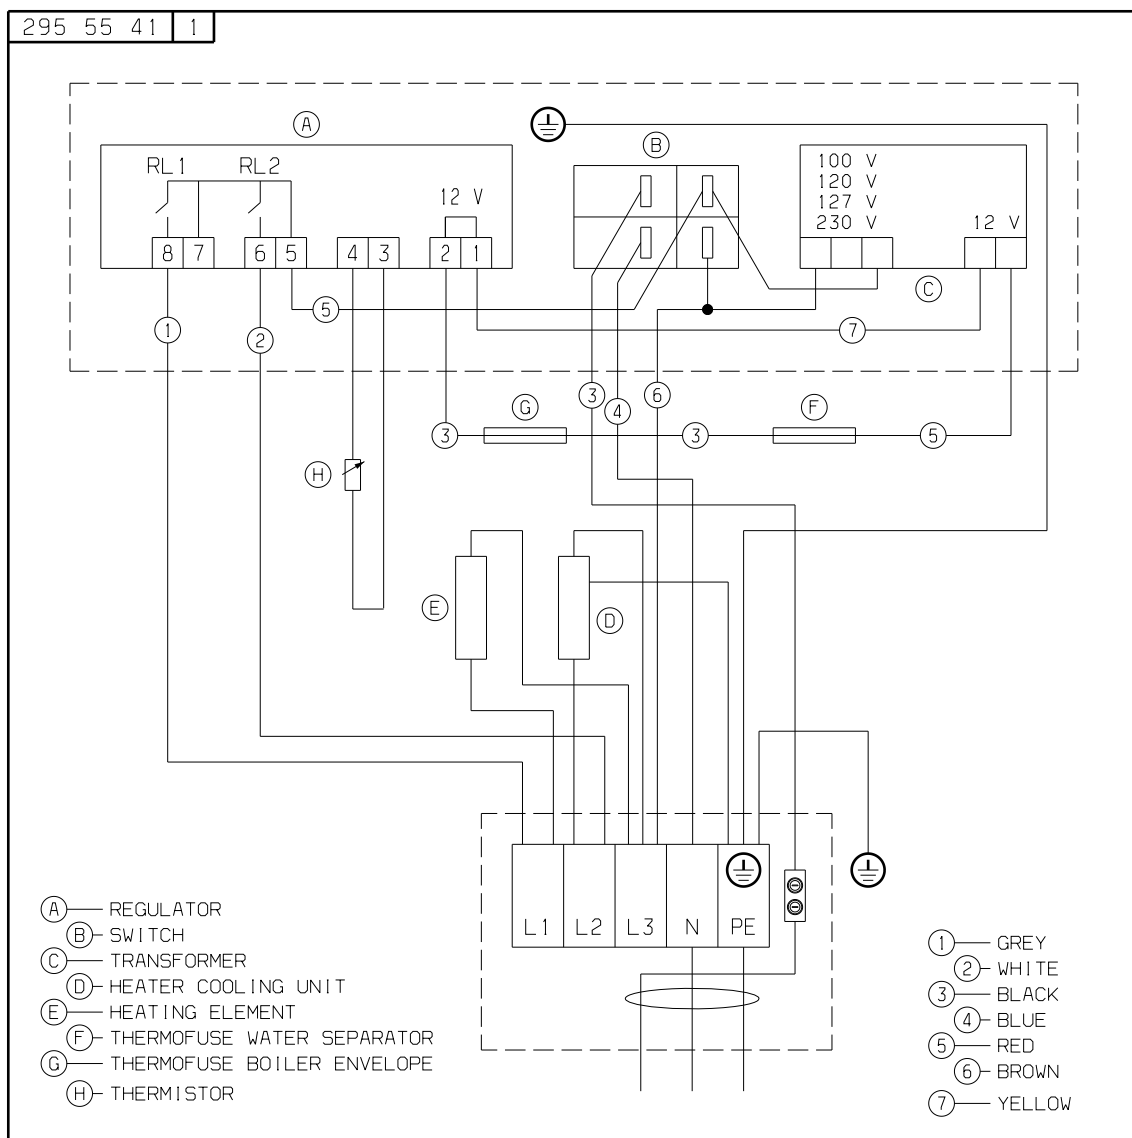 295 55 41 1
A
B
RL1 RL2
12 V
100 V
120 V
127 V
230 V
12 V
8 7 6 5 4 3 2 1
C
5
1
2
7
3
4
6
G
F
3
3
5
H
E
D
L1 L2 L3 N PE
A REGULATOR
B SWITCH
C TRANSFORMER
D HEATER COOLING UNIT
E HEATING ELEMENT
F THERMOFUSE WATER SEPARATOR
G THERMOFUSE BOILER ENVELOPE
H THERMISTOR
1 GREY
2 WHITE
3 BLACK
4 BLUE
5 RED
6 BROWN
7 YELLOW